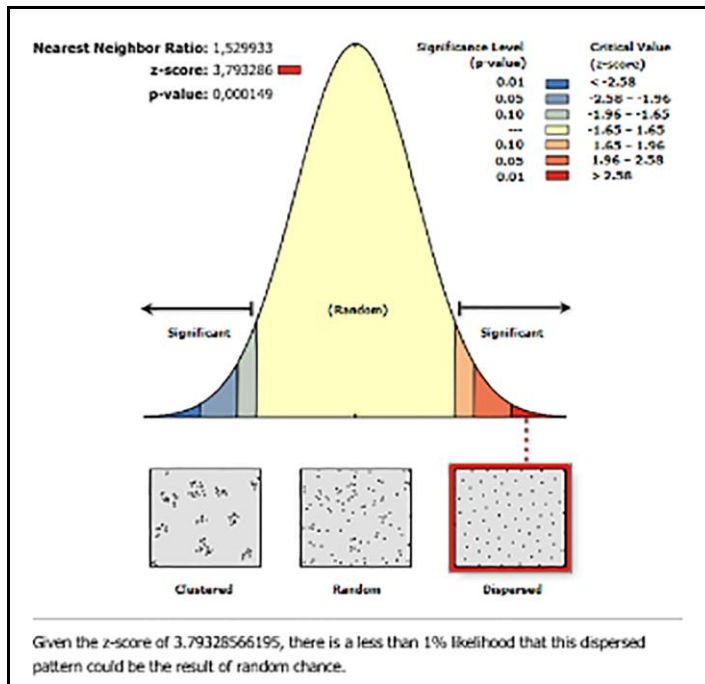 Nearest Neighbor Ratio: 1,529933
z-score: 3,793286
p-value: 0,000149
Significance Level (p-value)
Critical Value (z-score)
0.01 < -2.58
0.05 -2.58 - -1.96
0.10 -1.96 - -1.65
--- -1.65 - 1.65
0.10 1.65 - 1.96
0.05 1.96 - 2.58
0.01 > 2.58
(Random)
Significant
Significant
Clustered
Random
Dispersed
Given the z-score of 3.79328566195, there is a less than 1% likelihood that this dispersed
pattern could be the result of random chance.